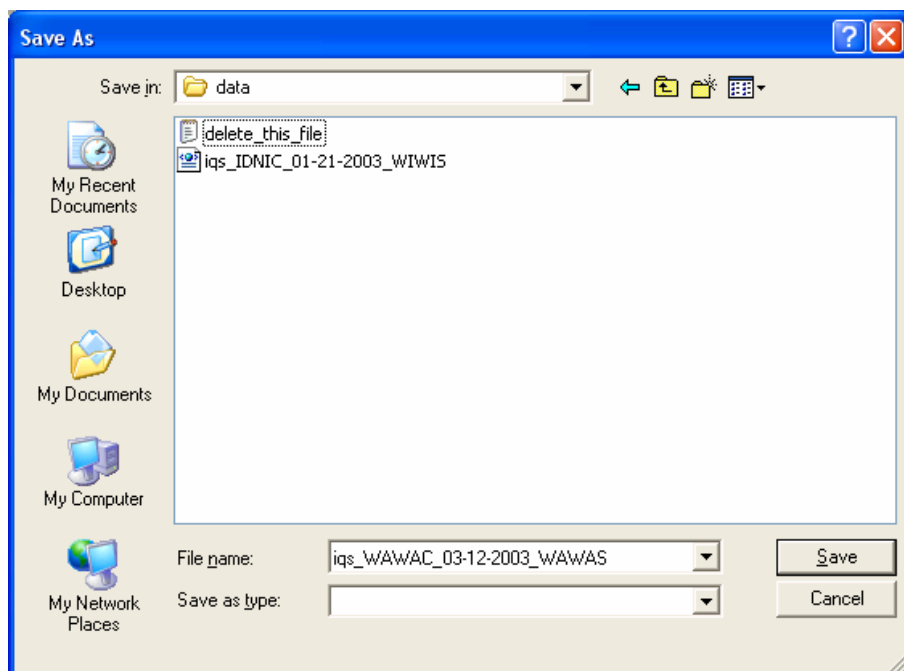 Save As
Save in:
data
delete_this_file
iqs_IDNIC_01-21-2003_WIWIS
My Recent
Documents
Desktop
My Documents
My Computer
My Network
Places
File name:
iqs_WAWAC_03-12-2003_WAWAS
Save
Save as type:
Cancel